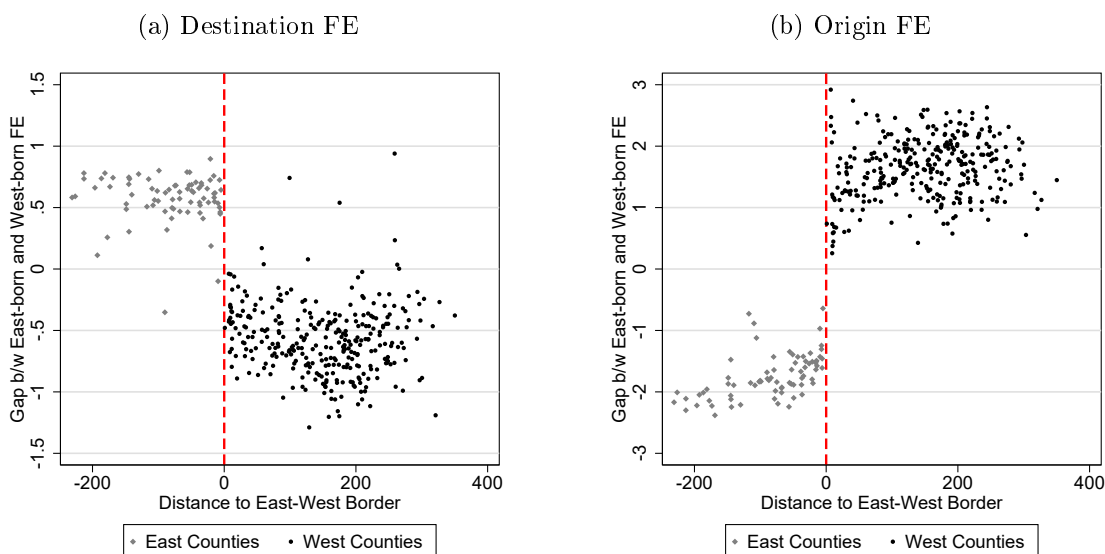 (a) Destination FE
Gap b/w East-born and West-born FE
1.5
1
.5
0
-.5
-1
-1.5
-200 0 200 400
Distance to East-West Border
East Counties West Counties
(b) Origin FE
Gap b/w East-born and West-born FE
3
2
1
0
-1
-2
-3
-200 0 200 400
Distance to East-West Border
East Counties West Counties